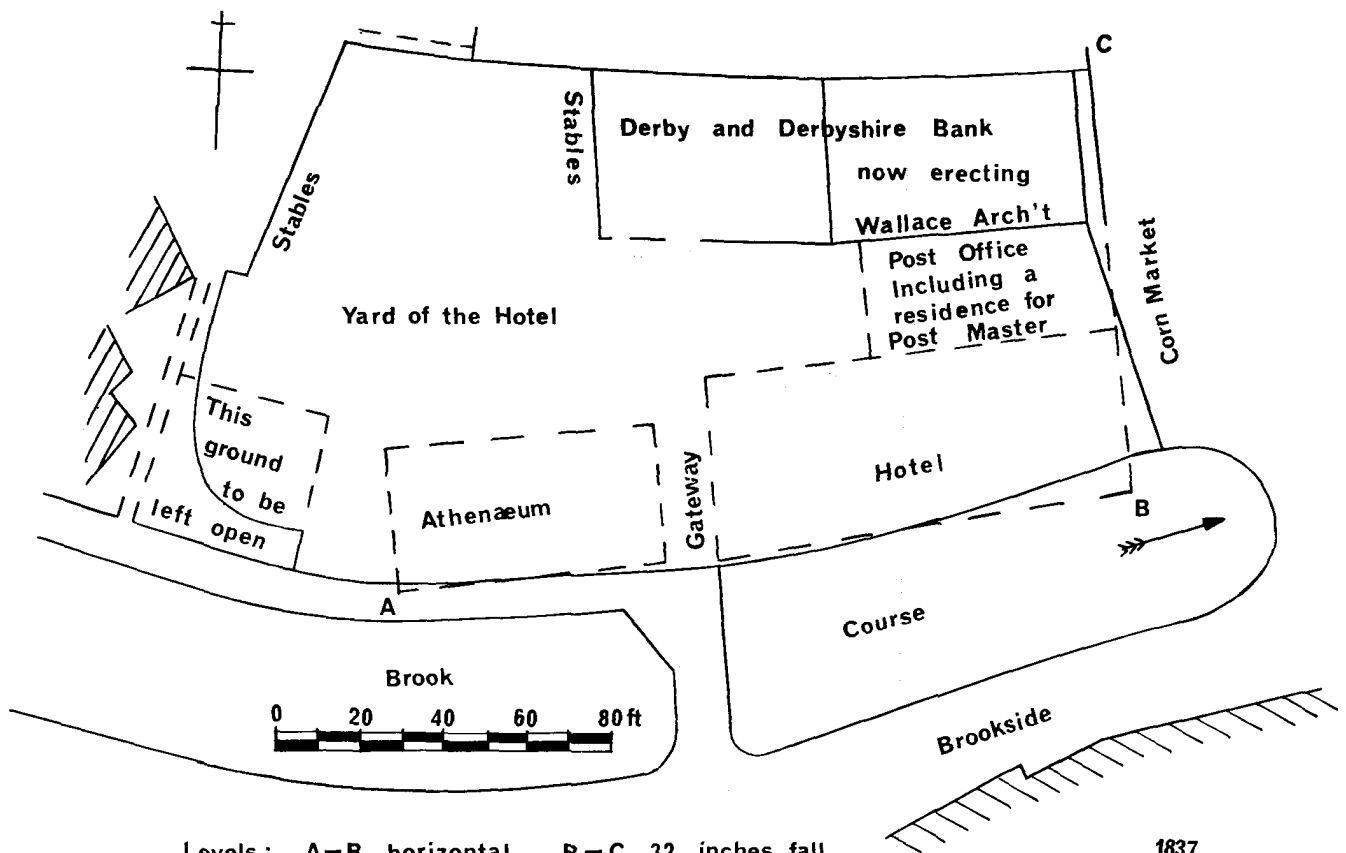 C
Stables
Derby and Derbyshire Bank
now erecting
Wallace Arch't
Stables
Post Office
Including a
residence for
Post Master
Corn Market
Yard of the Hotel
This
ground
to be
left open
Athenæum
Gateway
Hotel
A
B
Course
Brook
0 20 40 60 80 ft
Brookside
Levels: A–B horizontal B–C 22 inches fall
1837